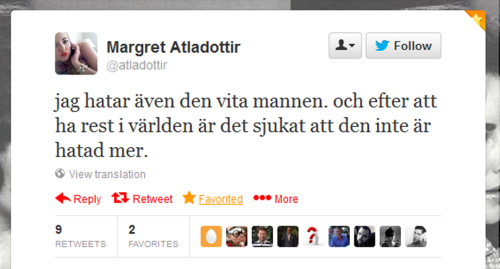 Margret Atladottir
@atladottir
Follow
jag hatar även den vita mannen. och efter att
ha rest i världen är det sjukat att den inte är
hatad mer.
View translation
Reply Retweet Favorited More
9 2
RETWEETS FAVORITES